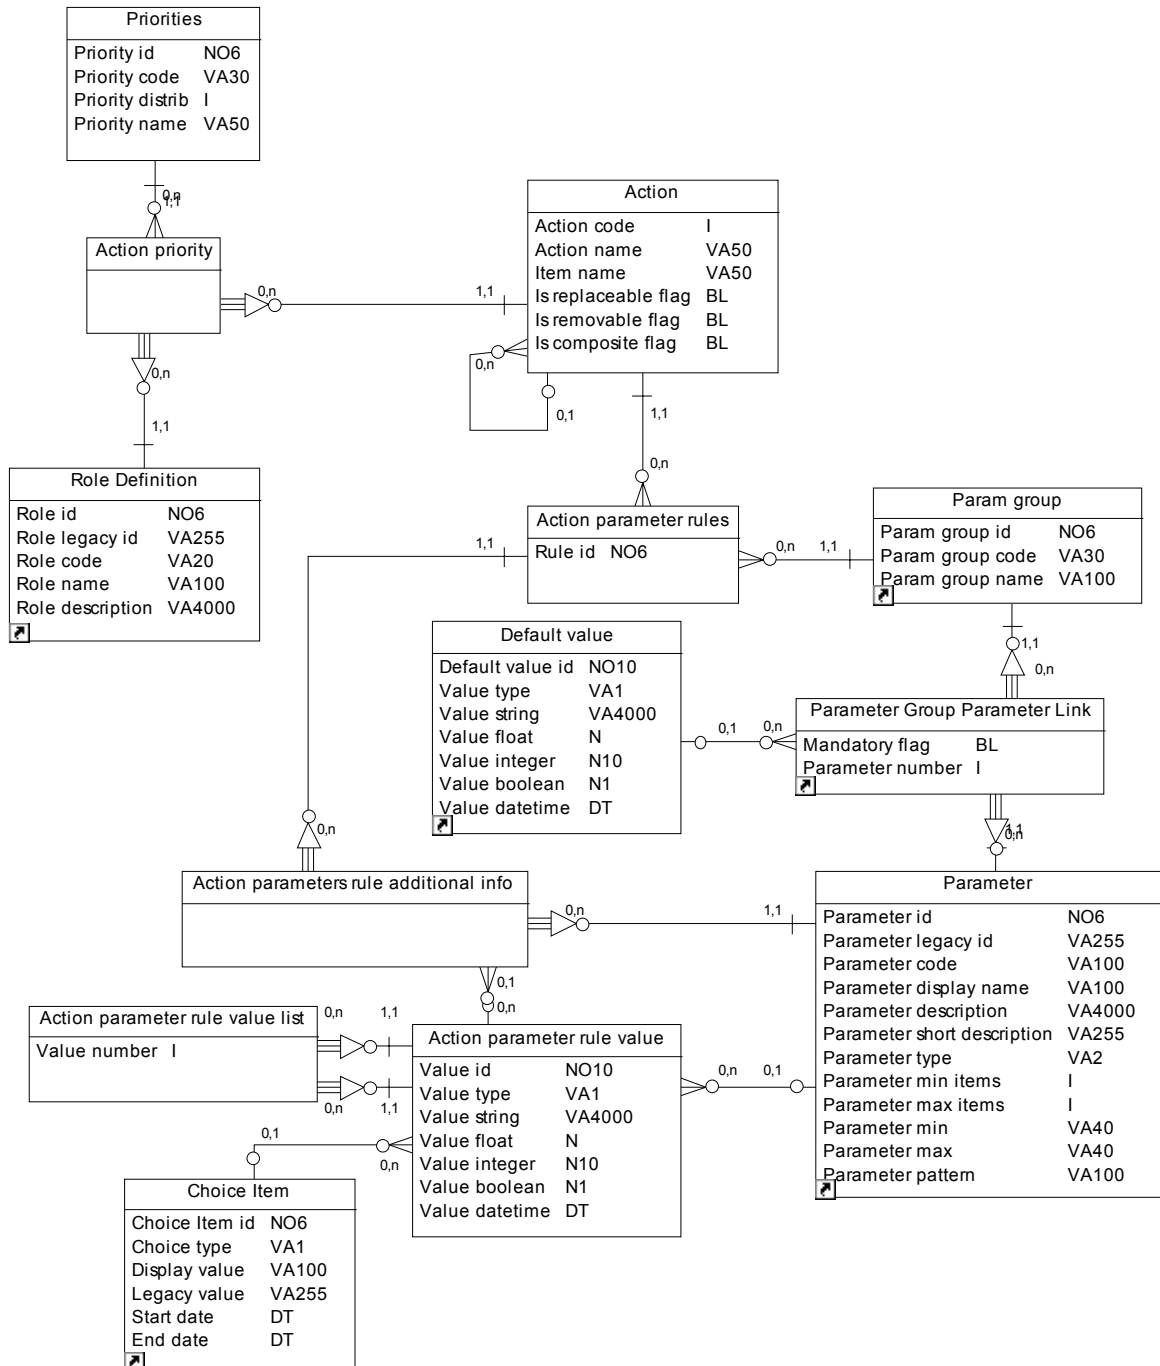 Priorities
Priority id NO6
Priority code VA30
Priority distrib I
Priority name VA50
0,n
1,1
Action priority
0,n
1,1
0,n
1,1
Action
Action code I
Action name VA50
Item name VA50
Is replaceable flag BL
Is removable flag BL
Is composite flag BL
0,n
0,1
1,1
0,n
Role Definition
Role id NO6
Role legacy id VA255
Role code VA20
Role name VA100
Role description VA4000
Action parameter rules
Rule id NO6
1,1
0,n
1,1
Param group
Param group id NO6
Param group code VA30
Param group name VA100
1,1
0,n
Default value
Default value id NO10
Value type VA1
Value string VA4000
Value float N
Value integer N10
Value boolean N1
Value datetime DT
0,1
0,n
Parameter Group Parameter Link
Mandatory flag BL
Parameter number I
1,1
0,n
0,n
Action parameters rule additional info
0,n
1,1
0,1
0,n
Parameter
Parameter id NO6
Parameter legacy id VA255
Parameter code VA100
Parameter display name VA100
Parameter description VA4000
Parameter short description VA255
Parameter type VA2
Parameter min items I
Parameter max items I
Parameter min VA40
Parameter max VA40
Parameter pattern VA100
Action parameter rule value list
Value number I
0,n
1,1
0,n
1,1
Action parameter rule value
Value id NO10
Value type VA1
Value string VA4000
Value float N
Value integer N10
Value boolean N1
Value datetime DT
0,n
0,1
0,1
0,n
Choice Item
Choice Item id NO6
Choice type VA1
Display value VA100
Legacy value VA255
Start date DT
End date DT